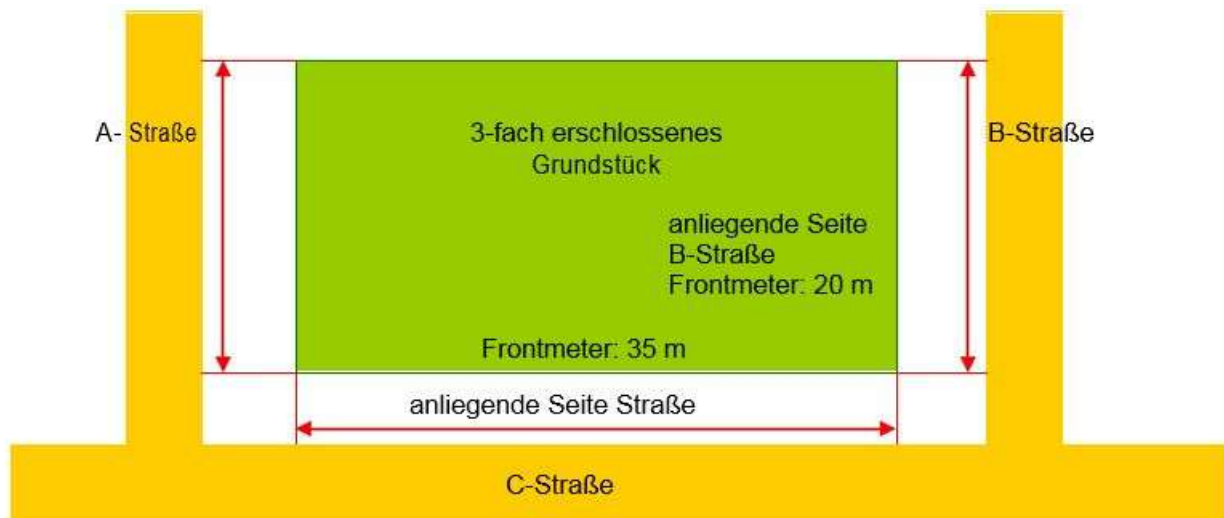 A- Straße
3-fach erschlossenes
Grundstück
B-Straße
anliegende Seite
B-Straße
Frontmeter: 20 m
Frontmeter: 35 m
anliegende Seite Straße
C-Straße